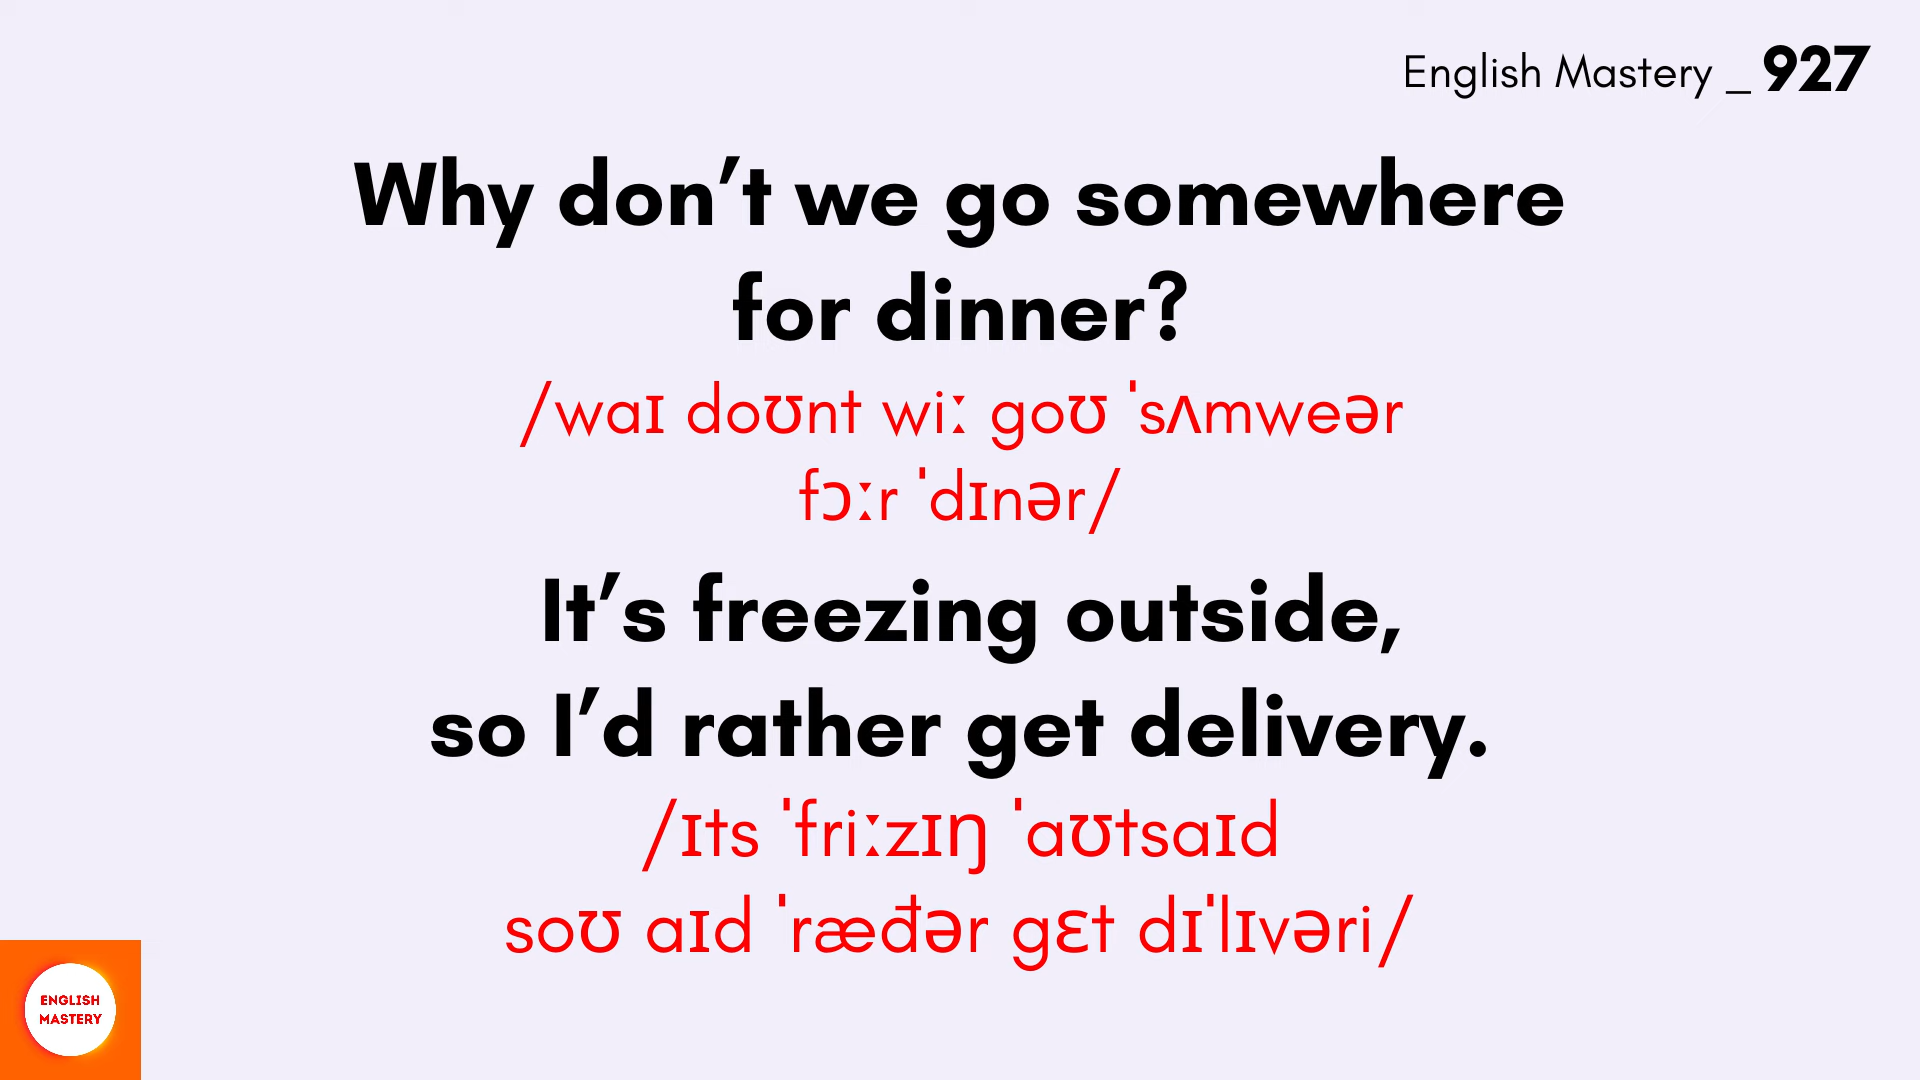 English Mastery _ 927
Why don’t we go somewhere
for dinner?
/waɪ doʊnt wiː goʊ ˈsʌmweər
fɔːr ˈdɪnər/
It’s freezing outside,
so I’d rather get delivery.
/ɪts ˈfriːzɪŋ ˈaʊtsaɪd
soʊ aɪd ˈræđər gɛt dɪˈlɪvəri/
ENGLISH
MASTERY